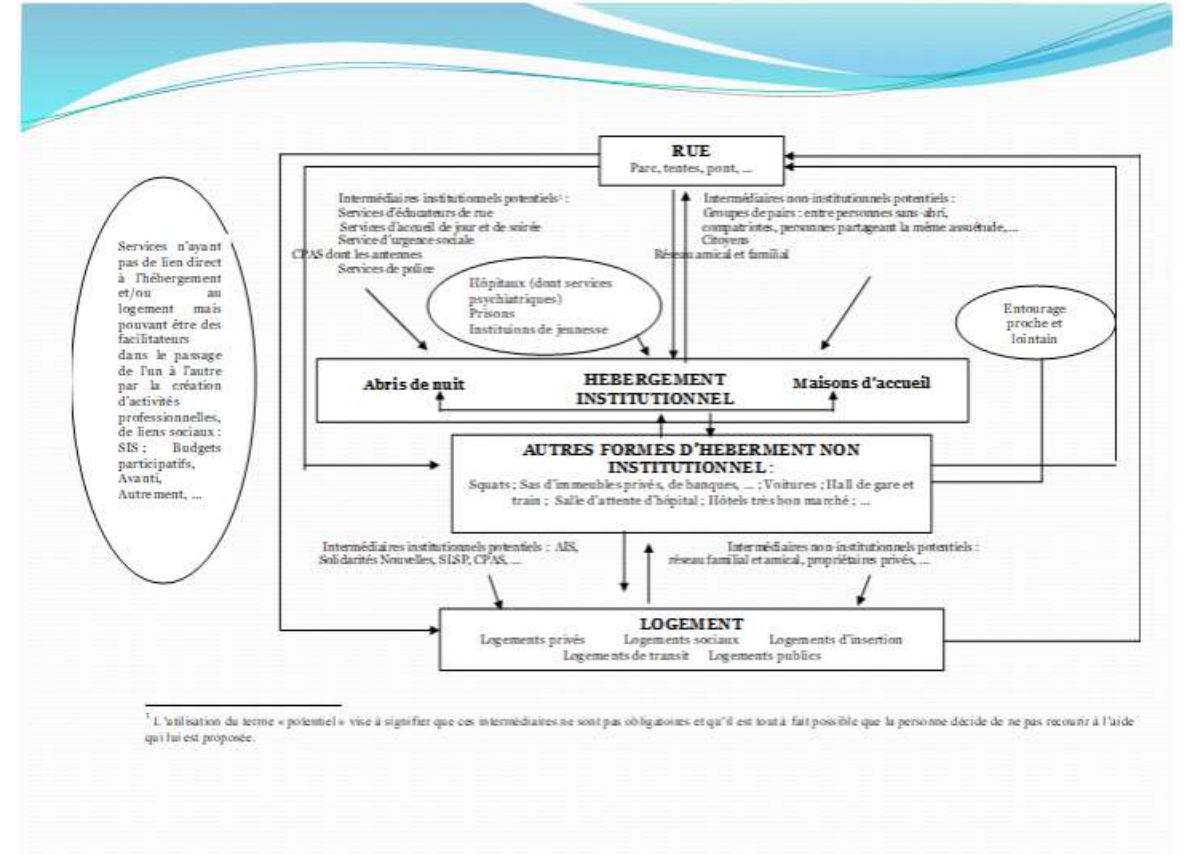 RUE
Parc, tentes, pont, ...
Intermédiaires institutionnels potentiels¹ :
Services d'éducateurs de rue
Services d'accueil de jour et de soirée
Service d'urgence sociale
CPAS dont les antennes
Services de police
Intermédiaires non-institutionnels potentiels :
Groupes de pairs : entre personnes sans-abri,
compatriotes, personnes partageant la même assuétude,...
Citoyens
Réseau amical et familial
Services n'ayant
pas de lien direct
à l'hébergement
et/ou au
logement mais
pouvant être des
facilitateurs
dans le passage
de l'un à l'autre
par la création
d'activités
professionnelles,
de liens sociaux :
SIS ; Budgets
participatifs,
Avanti,
Autrement, ...
Hôpitaux (dont services
psychiatriques)
Prisons
Instituions de jeunesse
Entourage
proche et
lointain
Abris de nuit
HEBERGEMENT
INSTITUTIONNEL
Maisons d'accueil
AUTRES FORMES D'HEBERMENT NON
INSTITUTIONNEL :
Squats ; Sas d'immeubles privés, de banques, ... ; Voitures ; Hall de gare et
train ; Salle d'attente d'hôpital ; Hôtels très bon marché ; ...
Intermédiaires institutionnels potentiels : AIS,
Solidarités Nouvelles, SLSP, CPAS, ...
Intermédiaires non-institutionnels potentiels :
réseau familial et amical, propriétaires privés, ...
LOGEMENT
Logements privés Logements sociaux Logements d'insertion
Logements de transit Logements publics
¹ L'utilisation du terme « potentiel » vise à signifier que ces intermédiaires ne sont pas obligatoires et qu'il est tout à fait possible que la personne décide de ne pas recourir à l'aide
qui lui est proposée.